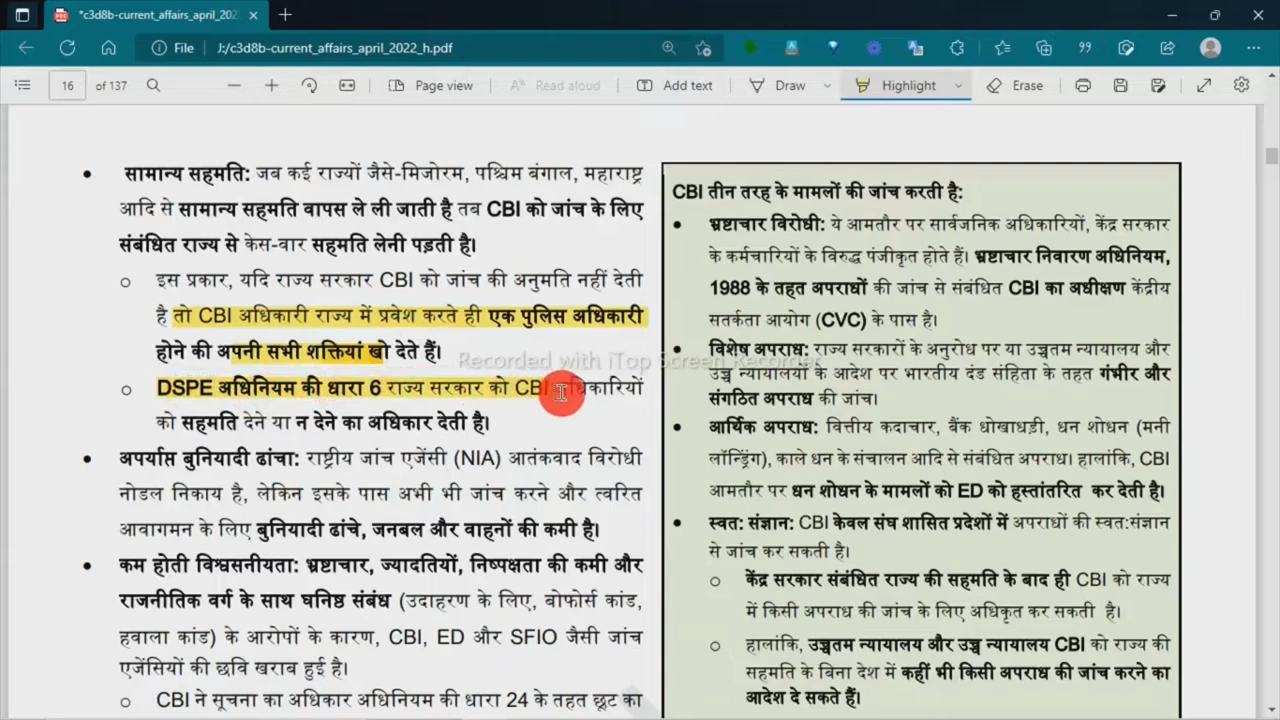 *c3d8b-current_affairs_april_202
File
J:/c3d8b-current_affairs_april_2022_h.pdf
16 of 137
Page view
Read aloud
Add text
Draw
Highlight
Erase
सामान्य सहमति: जब कई राज्यों जैसे-मिजोरम, पश्चिम बंगाल, महाराष्ट्र
आदि से सामान्य सहमति वापस ले ली जाती है तब CBI को जांच के लिए
संबंधित राज्य से केस-वार सहमति लेनी पड़ती है।
इस प्रकार, यदि राज्य सरकार CBI को जांच की अनुमति नहीं देती
है तो CBI अधिकारी राज्य में प्रवेश करते ही एक पुलिस अधिकारी
होने की अपनी सभी शक्तियां खो देते हैं।
DSPE अधिनियम की धारा 6 राज्य सरकार को CBI अधिकारियों
को सहमति देने या न देने का अधिकार देती है।
अपर्याप्त बुनियादी ढांचा: राष्ट्रीय जांच एजेंसी (NIA) आतंकवाद विरोधी
नोडल निकाय है, लेकिन इसके पास अभी भी जांच करने और त्वरित
आवागमन के लिए बुनियादी ढांचे, जनबल और वाहनों की कमी है।
कम होती विश्वसनीयता: भ्रष्टाचार, ज्यादतियों, निष्पक्षता की कमी और
राजनीतिक वर्ग के साथ घनिष्ठ संबंध (उदाहरण के लिए, बोफोर्स कांड,
हवाला कांड) के आरोपों के कारण, CBI, ED और SFIO जैसी जांच
एजेंसियों की छवि खराब हुई है।
CBI ने सूचना का अधिकार अधिनियम की धारा 24 के तहत छूट का
CBI तीन तरह के मामलों की जांच करती है:
भ्रष्टाचार विरोधी: ये आमतौर पर सार्वजनिक अधिकारियों, केंद्र सरकार
के कर्मचारियों के विरुद्ध पंजीकृत होते हैं। भ्रष्टाचार निवारण अधिनियम,
1988 के तहत अपराधों की जांच से संबंधित CBI का अधीक्षण केंद्रीय
सतर्कता आयोग (CVC) के पास है।
विशेष अपराध: राज्य सरकारों के अनुरोध पर या उच्चतम न्यायालय और
उच्च न्यायालयों के आदेश पर भारतीय दंड संहिता के तहत गंभीर और
संगठित अपराध की जांच।
आर्थिक अपराध: वित्तीय कदाचार, बैंक धोखाधड़ी, धन शोधन (मनी
लॉन्ड्रिंग), काले धन के संचालन आदि से संबंधित अपराध। हालांकि, CBI
आमतौर पर धन शोधन के मामलों को ED को हस्तांतरित कर देती है।
स्वत: संज्ञान: CBI केवल संघ शासित प्रदेशों में अपराधों की स्वत:संज्ञान
से जांच कर सकती है।
केंद्र सरकार संबंधित राज्य की सहमति के बाद ही CBI को राज्य
में किसी अपराध की जांच के लिए अधिकृत कर सकती है।
हालांकि, उच्चतम न्यायालय और उच्च न्यायालय CBI को राज्य की
सहमति के बिना देश में कहीं भी किसी अपराध की जांच करने का
आदेश दे सकते हैं।
Recorded with iTop Screen Recorder